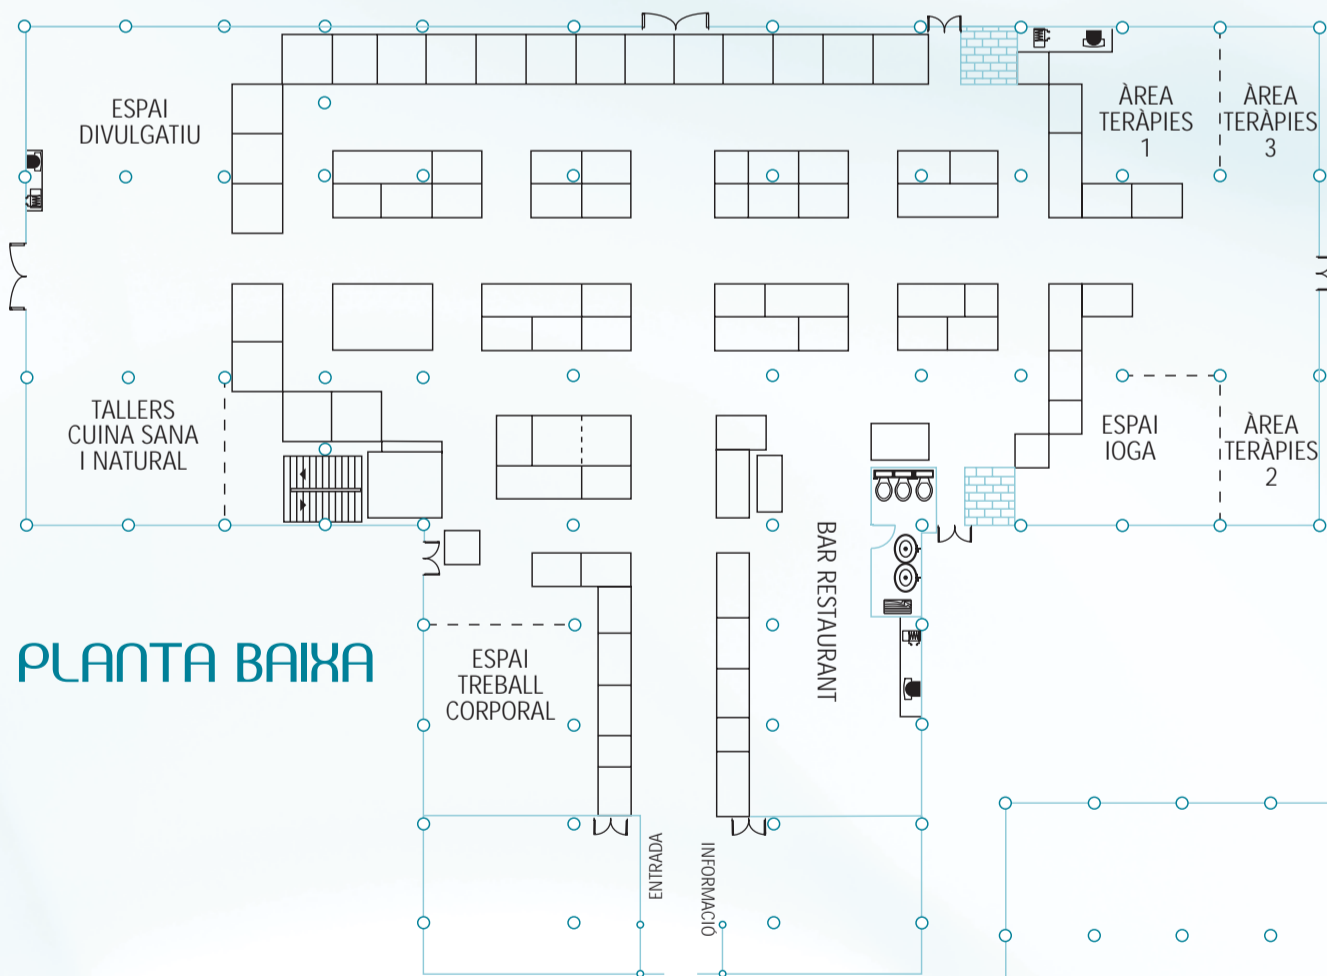 ESPAI
DIVULGATIU
ÀREA
TERÀPIES
1
ÀREA
TERÀPIES
3
TALLERS
CUINA SANA
I NATURAL
ESPAI
IOGA
ÀREA
TERÀPIES
2
BAR RESTAURANT
PLANTA BAIXA
ESPAI
TREBALL
CORPORAL
ENTRADA
INFORMACIÓ